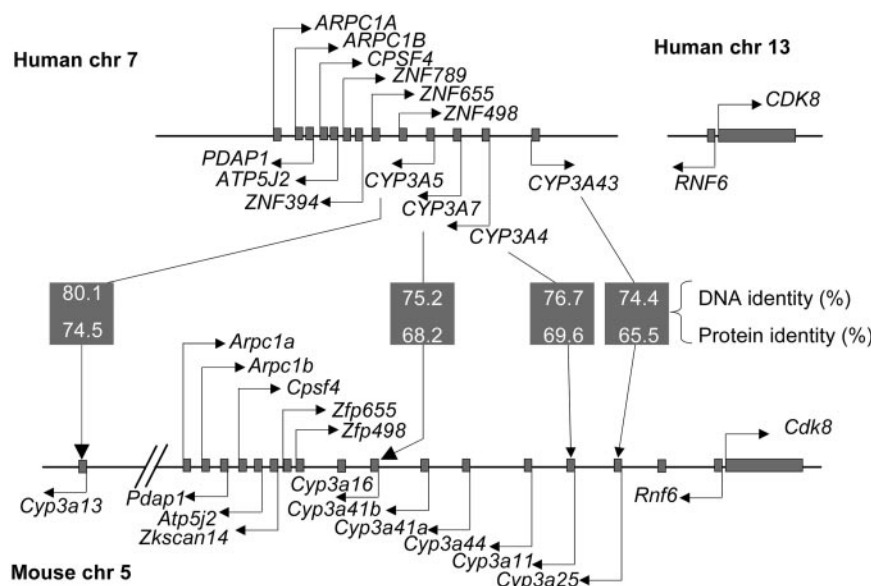 ARPC1A
ARPC1B
Human chr 7
CPSF4
Human chr 13
ZNF789
ZNF655
CDK8
ZNF498
PDAP1
ATP5J2
CYP3A5
CYP3A43
RNF6
ZNF394
CYP3A7
CYP3A4
80.1
75.2
76.7
74.4
DNA identity (%)
74.5
68.2
69.6
65.5
Protein identity (%)
Arpc1a
Arpc1b
Cpsf4
Zfp655
Zfp498
Cdk8
Cyp3a13
Pdap1
Cyp3a16
Rnf6
Atp5j2
Cyp3a41b
Zkscan14
Cyp3a41a
Cyp3a44
Cyp3a11
Mouse chr 5
Cyp3a25